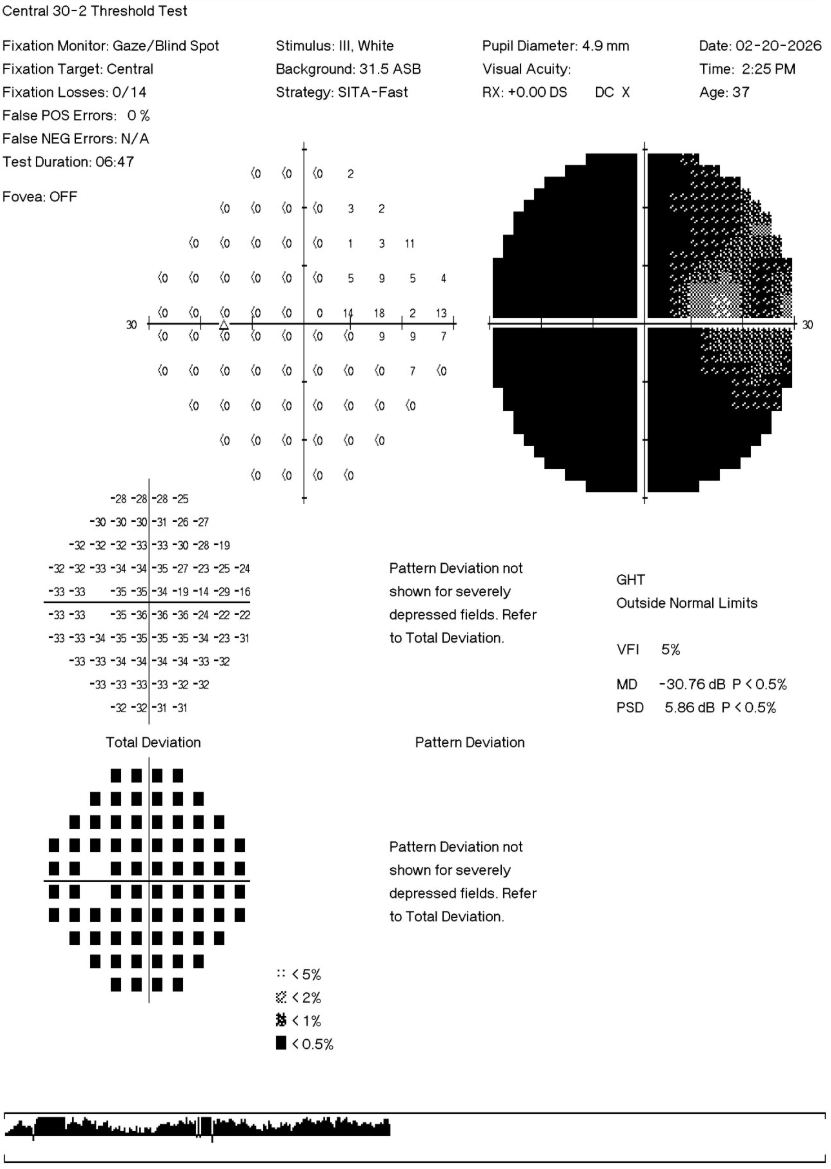 Central 30-2 Threshold Test
Fixation Monitor: Gaze/Blind Spot Stimulus: III, White Pupil Diameter: 4.9 mm Date: 02-20-2026
Fixation Target: Central Background: 31.5 ASB Visual Acuity: Time: 2:25 PM
Fixation Losses: 0/14 Strategy: SITA-Fast RX: +0.00 DS DC X Age: 37
False POS Errors: 0 %
False NEG Errors: N/A
Test Duration: 06:47
Fovea: OFF
<0 <0 <0 2
<0 <0 <0 <0 3 2
<0 <0 <0 <0 <0 1 3 11
<0 <0 <0 <0 <0 <0 5 9 5 4
<0 <0 <0 <0 <0 0 14 18 2 13
30 30
<0 <0 <0 <0 <0 <0 <0 9 9 7
<0 <0 <0 <0 <0 <0 <0 <0 7 <0
<0 <0 <0 <0 <0 <0 <0 <0
<0 <0 <0 <0 <0 <0
<0 <0 <0 <0
-28 -28 -28 -25
-30 -30 -30 -31 -26 -27
-32 -32 -32 -33 -33 -30 -28 -19
-32 -32 -33 -34 -34 -35 -27 -23 -25 -24
-33 -33 -35 -35 -34 -19 -14 -29 -16
-33 -33 -35 -36 -36 -36 -24 -22 -22
-33 -33 -34 -35 -35 -35 -35 -34 -23 -31
-33 -33 -34 -34 -34 -34 -33 -32
-33 -33 -33 -33 -32 -32
-32 -32 -31 -31
Total Deviation
Pattern Deviation not
shown for severely
depressed fields. Refer
to Total Deviation.
Pattern Deviation
GHT
Outside Normal Limits
VFI 5%
MD -30.76 dB P < 0.5%
PSD 5.86 dB P < 0.5%
Pattern Deviation not
shown for severely
depressed fields. Refer
to Total Deviation.
< 5%
< 2%
< 1%
< 0.5%